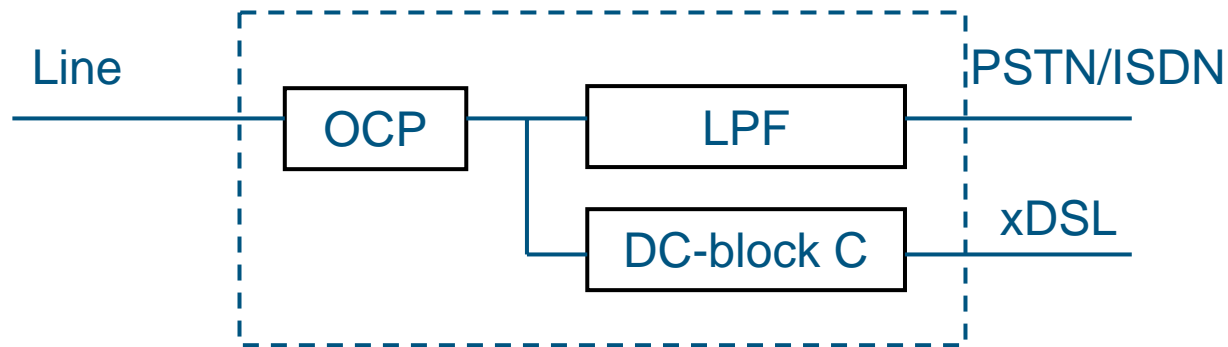 Line
PSTN/ISDN
OCP
LPF
xDSL
DC-block C